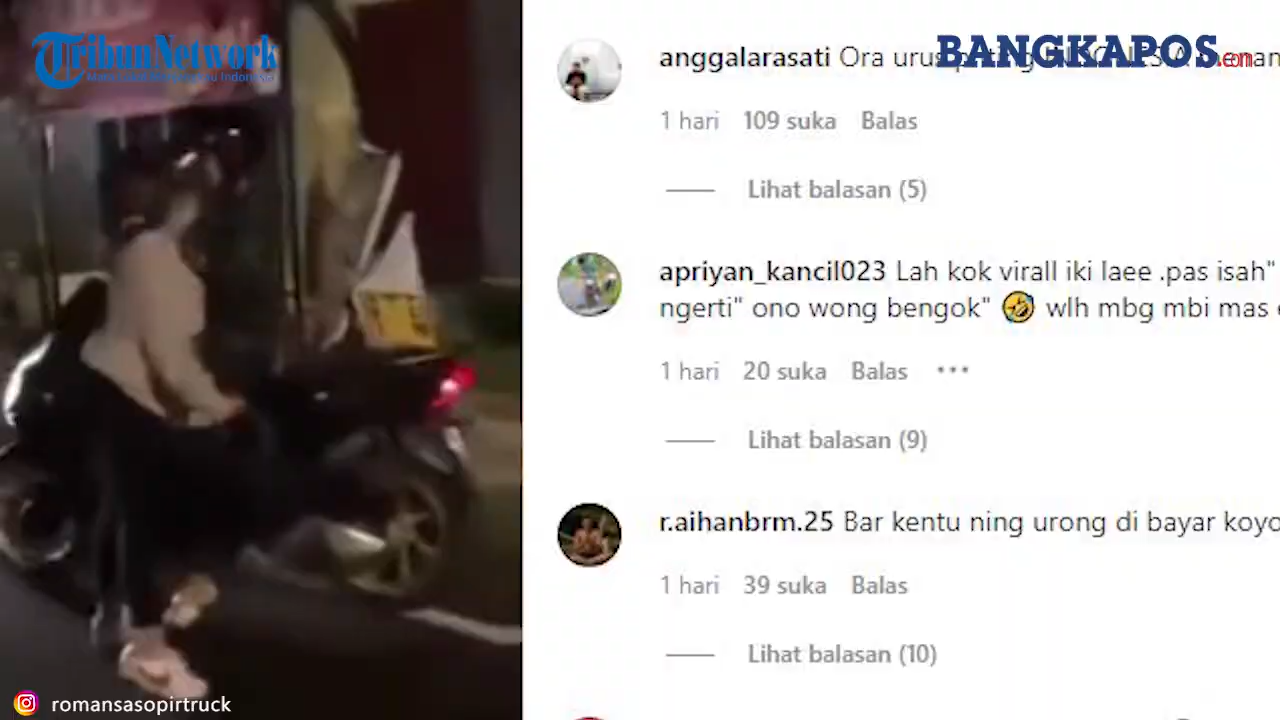 TribunNetwork
BANGKAPOS.com
anggalarasati Ora urus
1 hari 109 suka Balas
Lihat balasan (5)
apriyan_kancil023 Lah kok virall iki laee .pas isah"
ngerti" ono wong bengok" 🤣 wlh mbg mbi mas
1 hari 20 suka Balas •••
Lihat balasan (9)
r.aihanbrm.25 Bar kentu ning urong di bayar koyo
1 hari 39 suka Balas
Lihat balasan (10)
romansasopirtruck